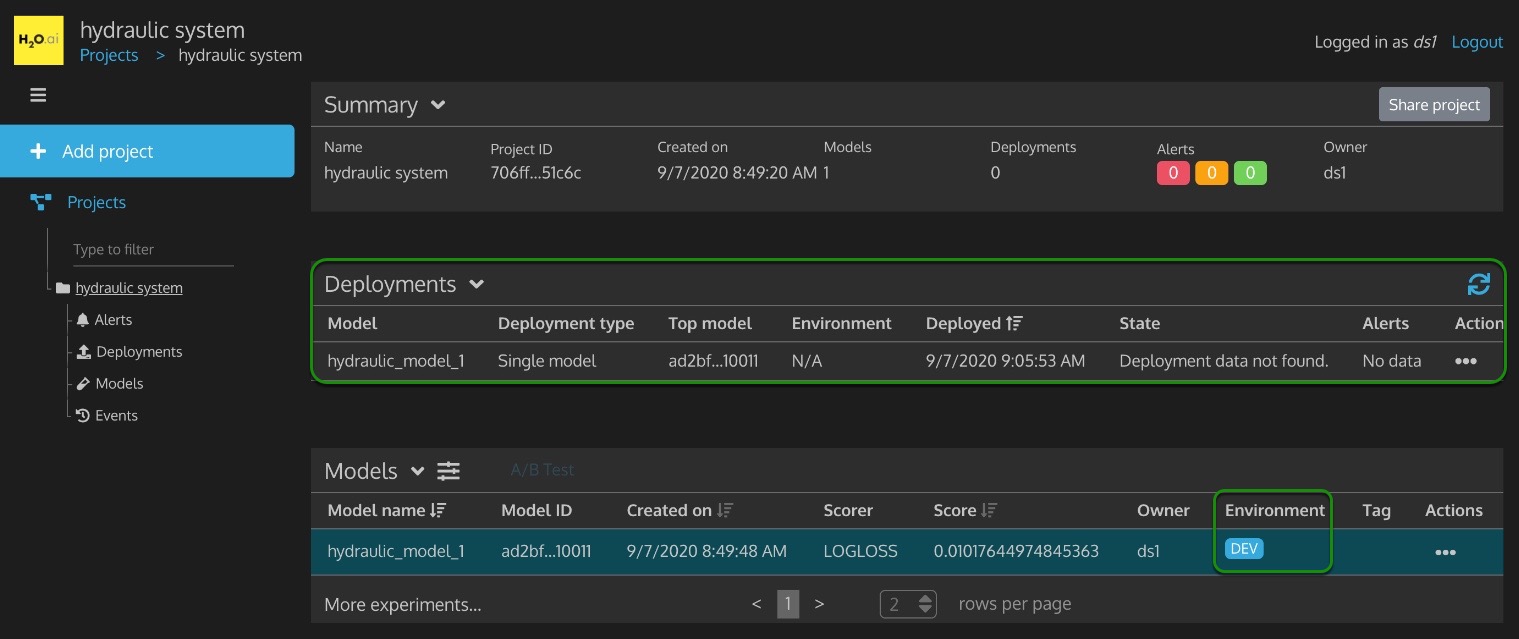 H2O.ai
hydraulic system
Projects > hydraulic system
Logged in as ds1 Logout
Add project
Projects
Type to filter
hydraulic system
Alerts
Deployments
Models
Events
Summary
Share project
Name Project ID Created on Models Deployments Alerts Owner
hydraulic system 706ff...51c6c 9/7/2020 8:49:20 AM 1 0 0 0 0 ds1
Deployments
Model Deployment type Top model Environment Deployed State Alerts Action
hydraulic_model_1 Single model ad2bf...10011 N/A 9/7/2020 9:05:53 AM Deployment data not found. No data •••
Models A/B Test
Model name Model ID Created on Scorer Score Owner Environment Tag Actions
hydraulic_model_1 ad2bf...10011 9/7/2020 8:49:48 AM LOGLOSS 0.01017644974845363 ds1 DEV •••
More experiments... < 1 > 2 rows per page